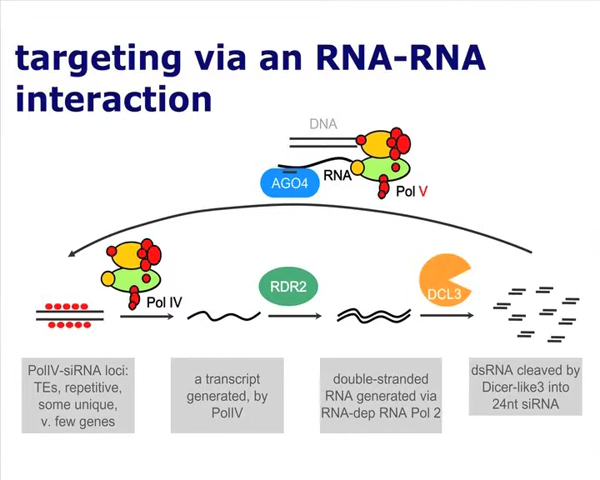 targeting via an RNA-RNA
interaction
DNA
RNA
AGO4
Pol V
Pol IV
RDR2
DCL3
PolIV-siRNA loci:
TEs, repetitive,
some unique,
v. few genes
a transcript
generated, by
PolIV
double-stranded
RNA generated via
RNA-dep RNA Pol 2
dsRNA cleaved by
Dicer-like3 into
24nt siRNA